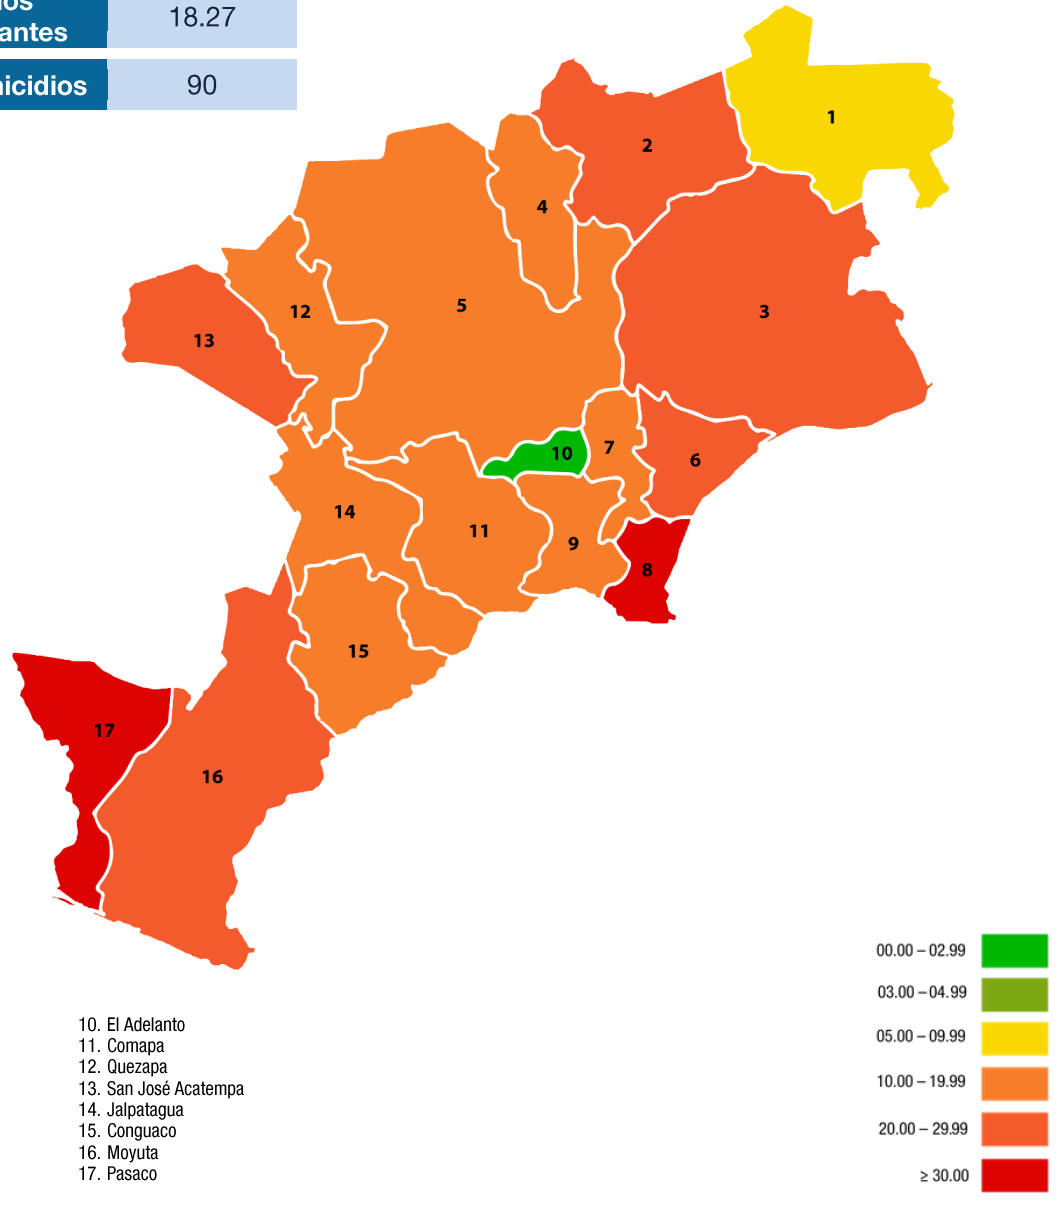 antes
18.27
icidios
90
1
2
3
4
5
6
7
8
9
10
11
12
13
14
15
16
17
00.00 – 02.99
03.00 – 04.99
05.00 – 09.99
10.00 – 19.99
20.00 – 29.99
≥ 30.00
10. El Adelanto
11. Comapa
12. Quezapa
13. San José Acatempa
14. Jalpatagua
15. Conguaco
16. Moyuta
17. Pasaco